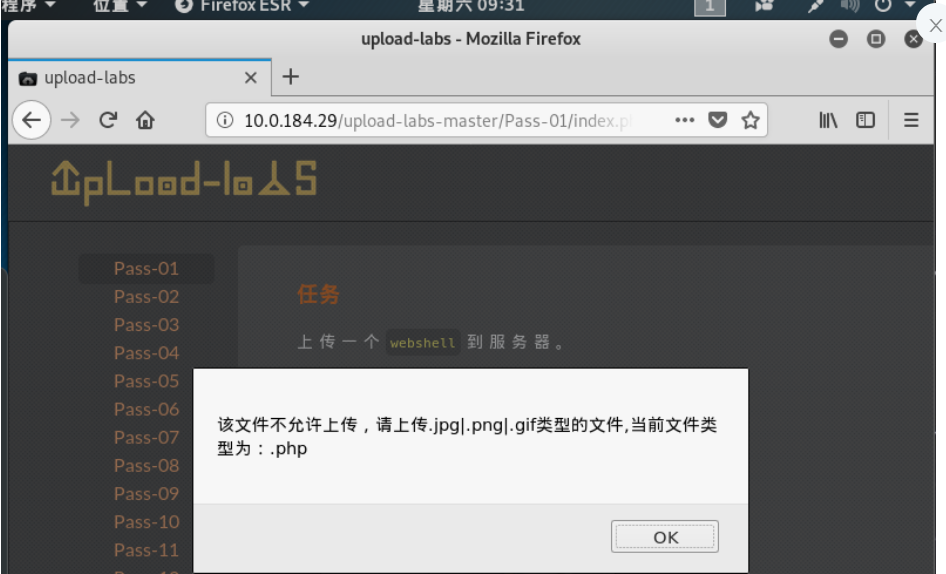 程序 位置 Firefox ESR 星期六 09:31 1
upload-labs - Mozilla Firefox
upload-labs
10.0.184.29/upload-labs-master/Pass-01/index.p
UpLoad-labs
Pass-01
Pass-02
Pass-03
Pass-04
Pass-05
Pass-06
Pass-07
Pass-08
Pass-09
Pass-10
Pass-11
任务
上传一个 webshell 到服务器。
该文件不允许上传，请上传.jpg|.png|.gif类型的文件,当前文件类
型为：.php
OK